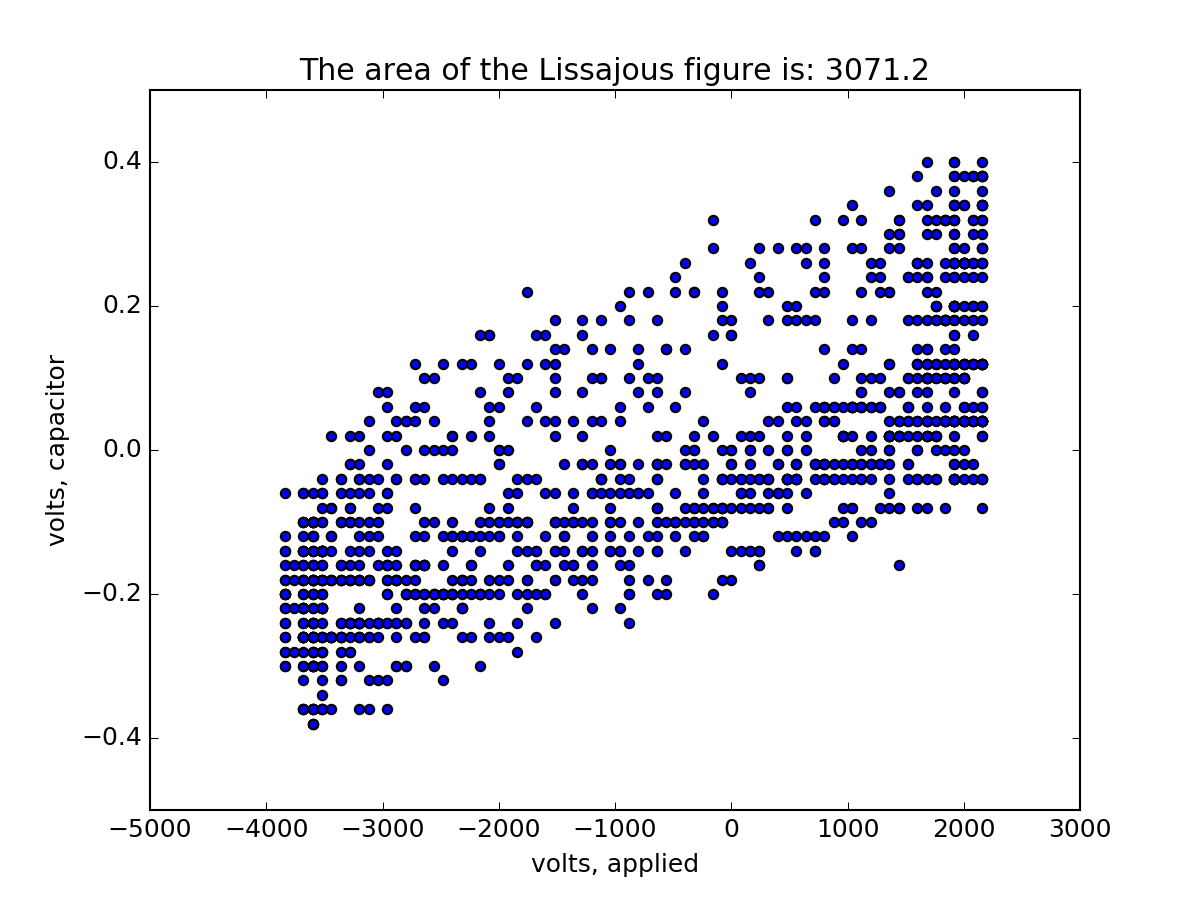 The area of the Lissajous figure is: 3071.2
0.4
0.2
0.0
−0.2
−0.4
volts, capacitor
−5000 −4000 −3000 −2000 −1000 0 1000 2000 3000
volts, applied